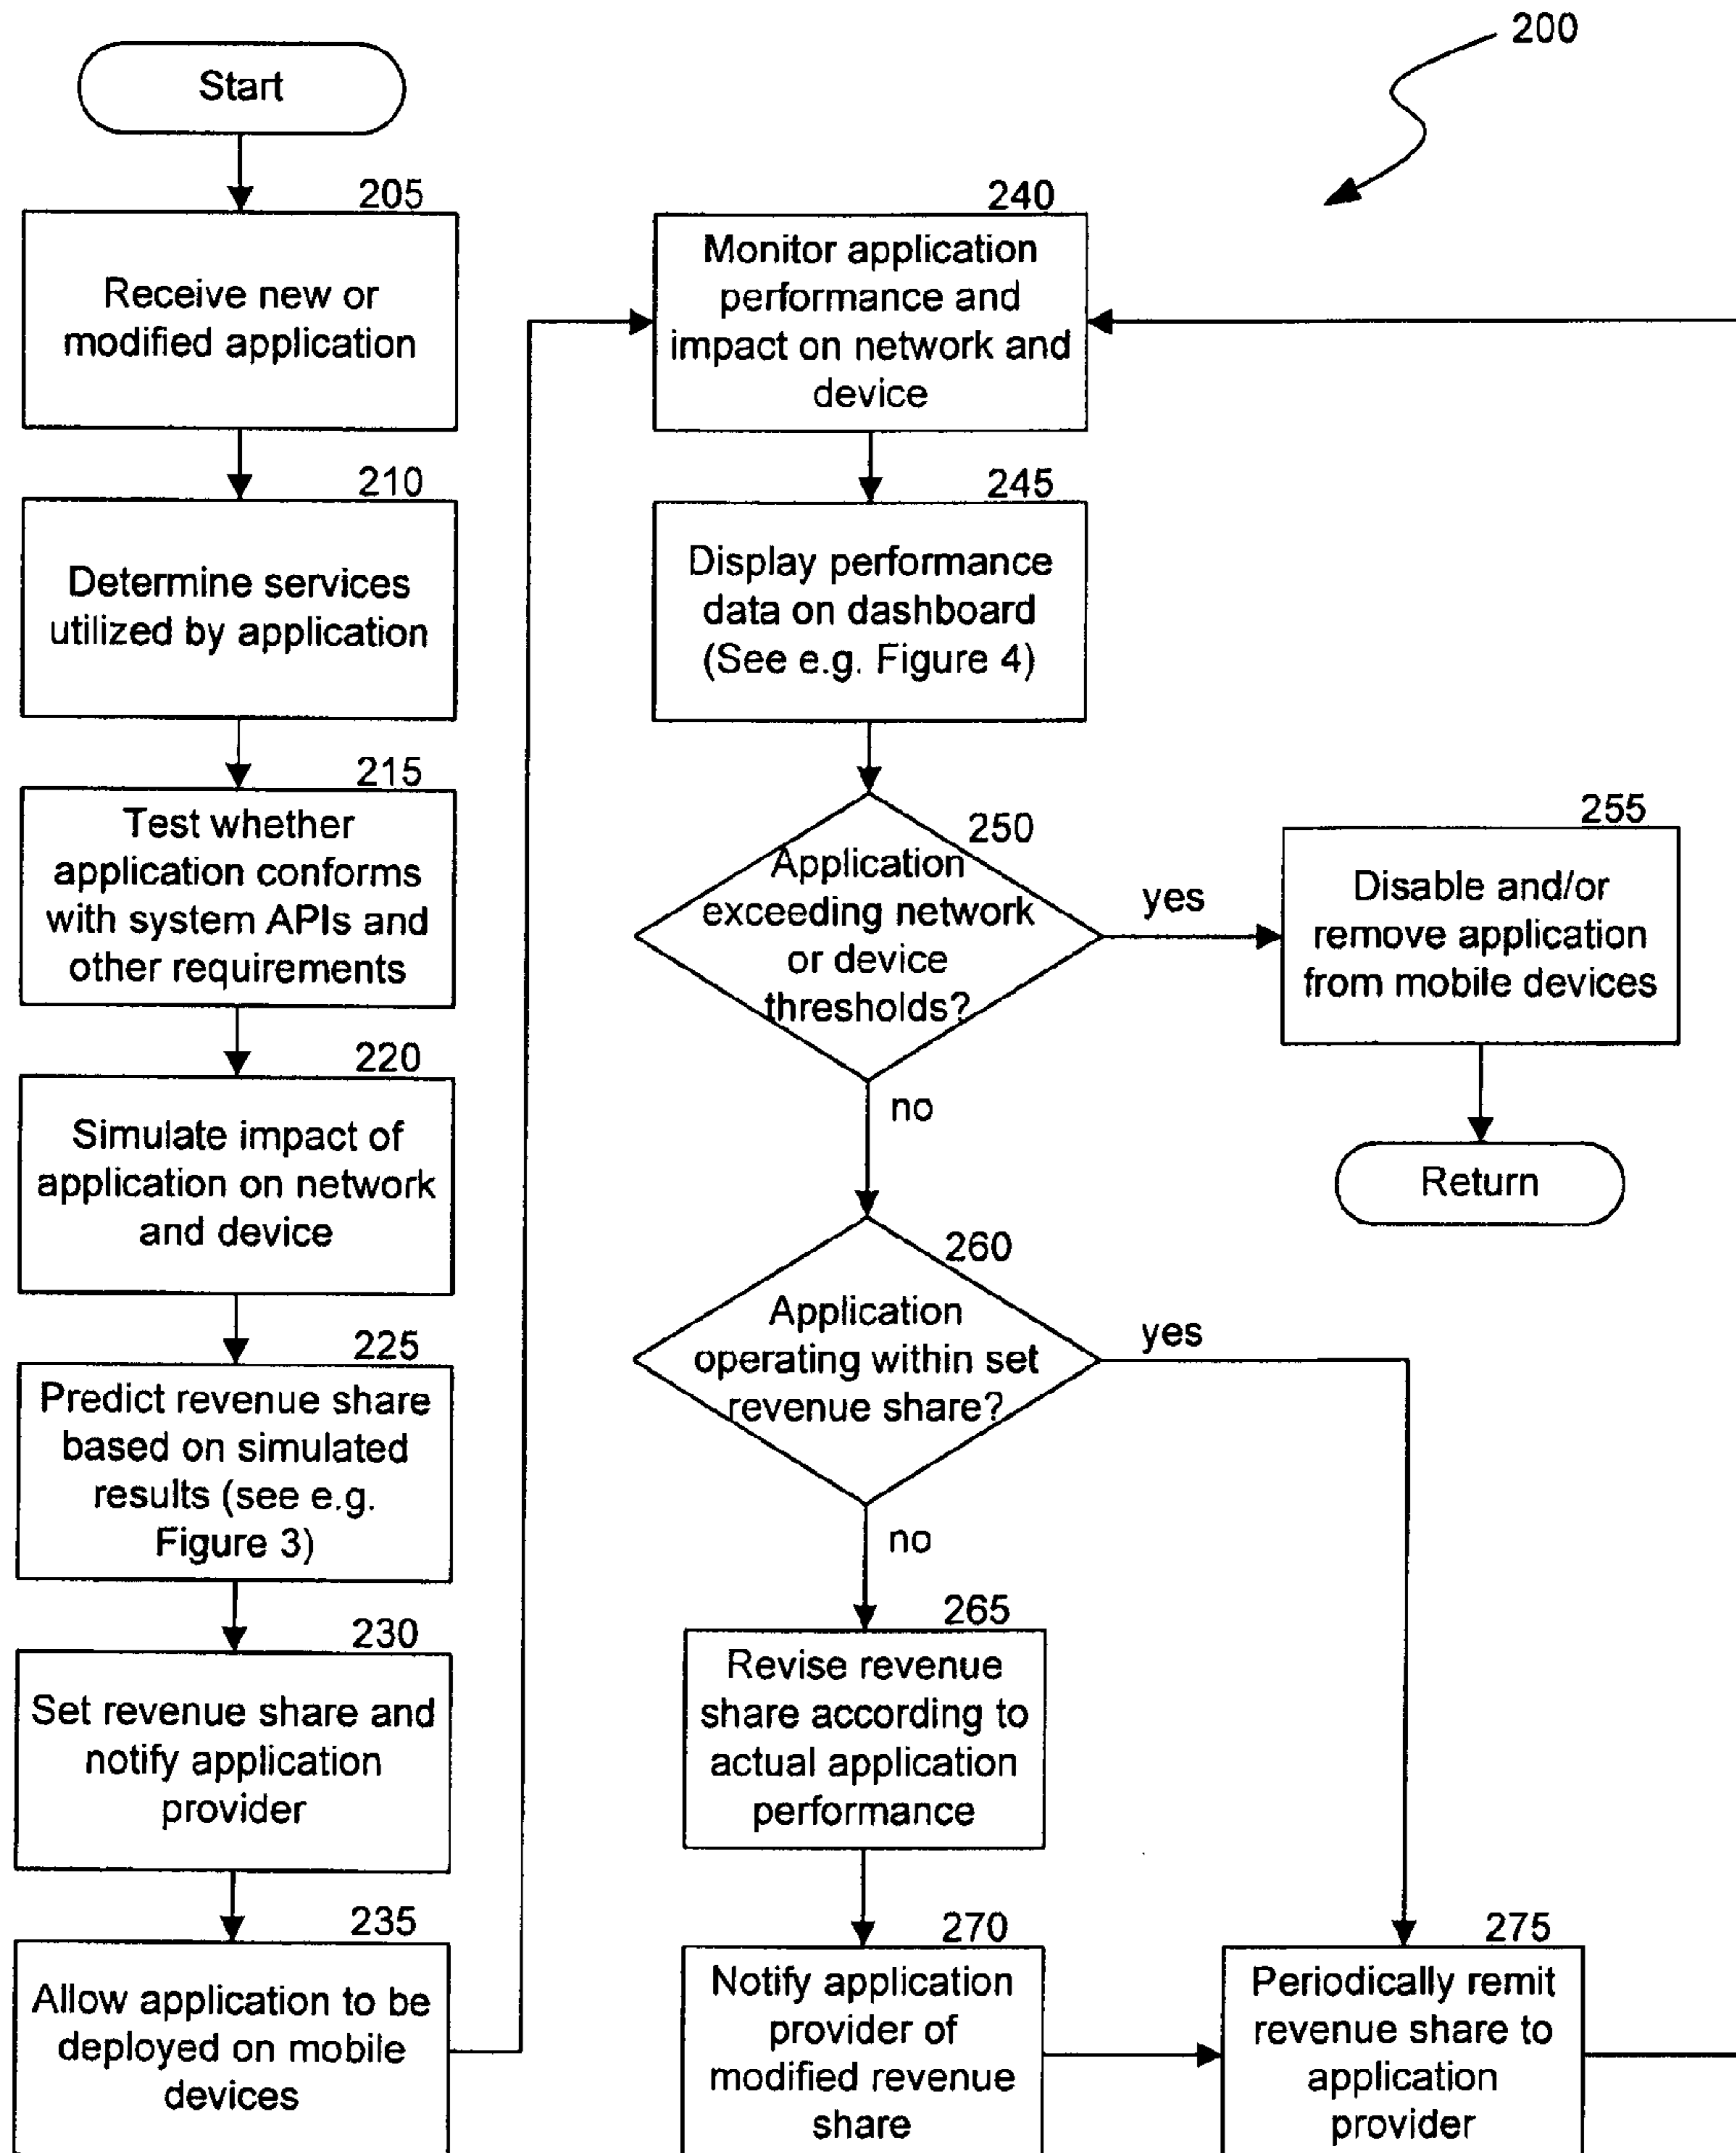 200
Start
205
Receive new or
modified application
210
Determine services
utilized by application
215
Test whether
application conforms
with system APIs and
other requirements
220
Simulate impact of
application on network
and device
225
Predict revenue share
based on simulated
results (see e.g.
Figure 3)
230
Set revenue share and
notify application
provider
235
Allow application to be
deployed on mobile
devices
240
Monitor application
performance and
impact on network and
device
245
Display performance
data on dashboard
(See e.g. Figure 4)
250
Application
exceeding network
or device
thresholds?
yes
255
Disable and/or
remove application
from mobile devices
Return
no
260
Application
operating within set
revenue share?
yes
no
265
Revise revenue
share according to
actual application
performance
270
Notify application
provider of
modified revenue
share
275
Periodically remit
revenue share to
application
provider